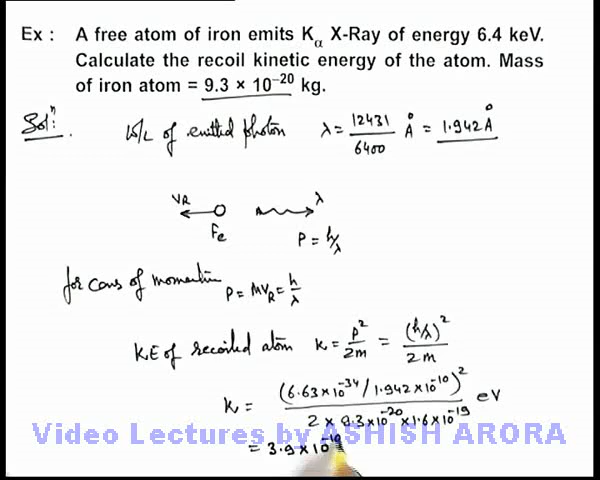 Ex : A free atom of iron emits Kα X-Ray of energy 6.4 keV.
Calculate the recoil kinetic energy of the atom. Mass
of iron atom = 9.3 × 10⁻²⁰ kg.
Solⁿ: W/L of emitted photon λ = 12431/6400 Å = 1.942 Å
VR λ
Fe P = h/λ
for cons of momentum P = MVR = h/λ
K.E of recoiled atom K = P²/2m = (h/λ)²/2m
K = (6.63×10⁻³⁴/1.942×10⁻¹⁰)² / 2 × 9.3×10⁻²⁰ × 1.6×10⁻¹⁹ eV
Video Lectures by ASHISH ARORA
= 3.9 × 10⁻¹⁰